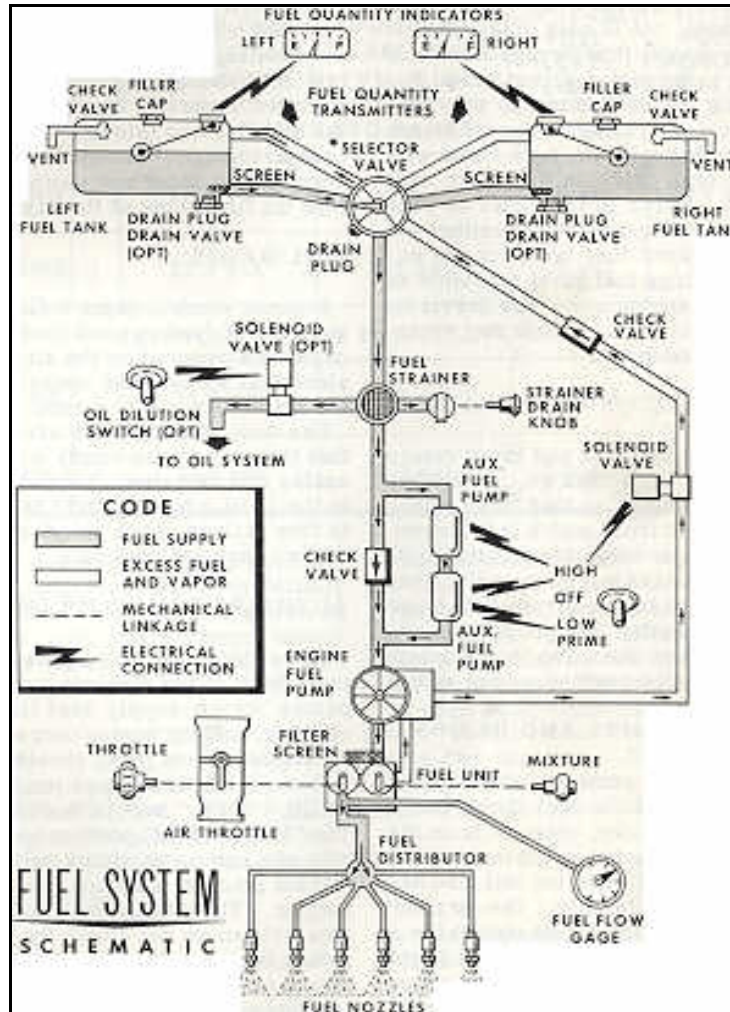 FUEL QUANTITY INDICATORS
LEFT E F E F RIGHT
CHECK VALVE
FILLER CAP
FUEL QUANTITY TRANSMITTERS
FILLER CAP
CHECK VALVE
VENT
*SELECTOR VALVE
VENT
SCREEN
SCREEN
LEFT FUEL TANK
DRAIN PLUG
DRAIN VALVE
(OPT)
DRAIN PLUG
DRAIN PLUG
DRAIN VALVE
(OPT)
RIGHT FUEL TANK
CHECK VALVE
SOLENOID
VALVE (OPT)
FUEL STRAINER
STRAINER
DRAIN
KNOB
OIL DILUTION
SWITCH (OPT)
TO OIL SYSTEM
SOLENOID
VALVE
AUX.
FUEL
PUMP
CODE
FUEL SUPPLY
EXCESS FUEL
AND VAPOR
MECHANICAL
LINKAGE
ELECTRICAL
CONNECTION
CHECK
VALVE
HIGH
OFF
LOW
PRIME
AUX.
FUEL
PUMP
ENGINE
FUEL
PUMP
THROTTLE
FILTER
SCREEN
FUEL UNIT
MIXTURE
AIR THROTTLE
FUEL
DISTRIBUTOR
FUEL SYSTEM
SCHEMATIC
FUEL FLOW
GAGE
FUEL NOZZLES